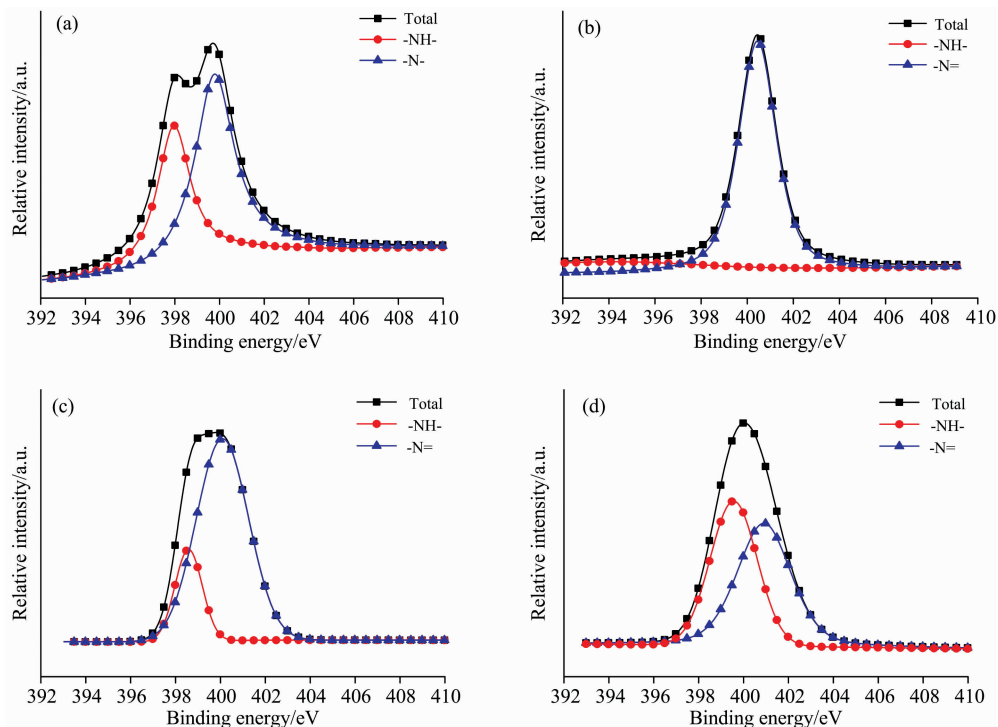 (a)
Total
-NH-
-N-
Relative intensity/a.u.
392 394 396 398 400 402 404 406 408 410
Binding energy/eV
(b)
Total
-NH-
-N=
Relative intensity/a.u.
392 394 396 398 400 402 404 406 408 410
Binding energy/eV
(c)
Total
-NH-
-N=
Relative intensity/a.u.
392 394 396 398 400 402 404 406 408 410
Binding energy/eV
(d)
Total
-NH-
-N=
Relative intensity/a.u.
392 394 396 398 400 402 404 406 408 410
Binding energy/eV